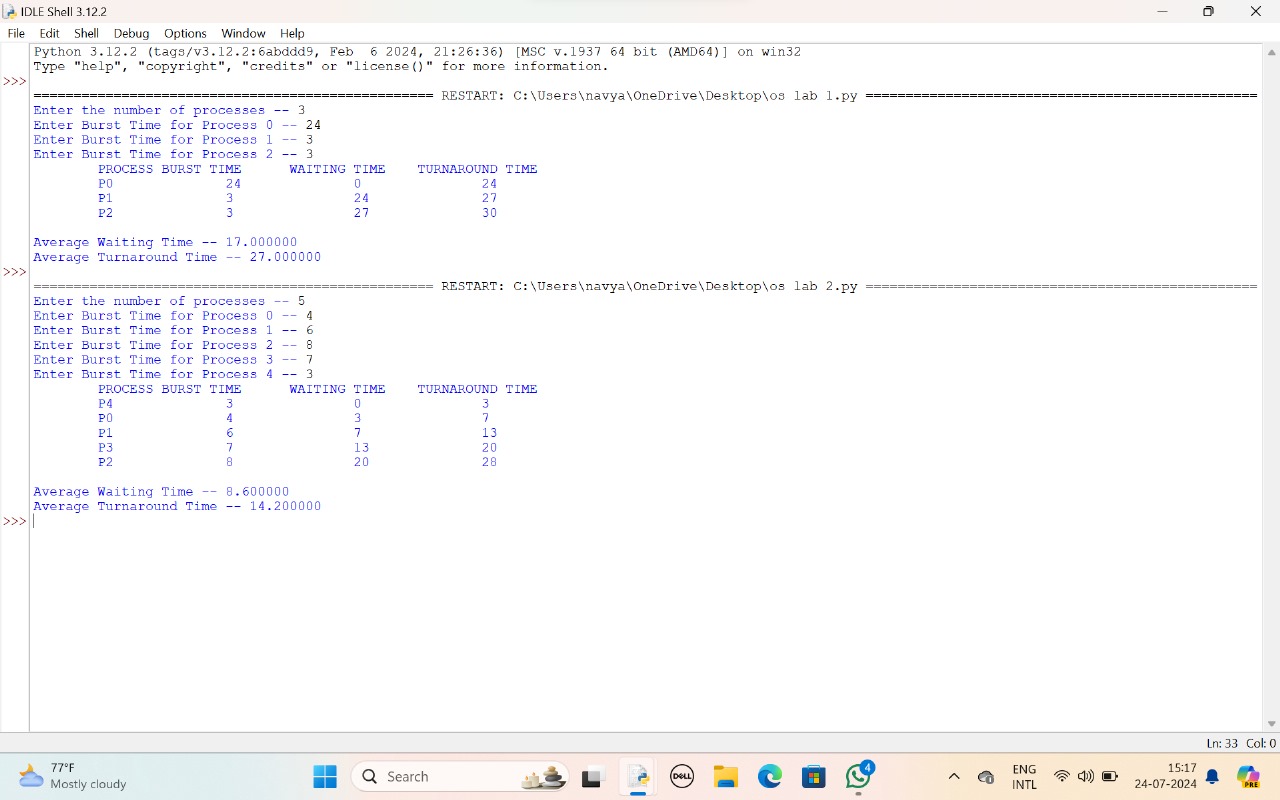 IDLE Shell 3.12.2
File Edit Shell Debug Options Window Help
Python 3.12.2 (tags/v3.12.2:6abddd9, Feb  6 2024, 21:26:36) [MSC v.1937 64 bit (AMD64)] on win32
Type "help", "copyright", "credits" or "license()" for more information.
>>>
================================================== RESTART: C:\Users\navya\OneDrive\Desktop\os lab 1.py =================================================
Enter the number of processes -- 3
Enter Burst Time for Process 0 -- 24
Enter Burst Time for Process 1 -- 3
Enter Burst Time for Process 2 -- 3
PROCESS BURST TIME WAITING TIME TURNAROUND TIME
P0 24 0 24
P1 3 24 27
P2 3 27 30
Average Waiting Time -- 17.000000
Average Turnaround Time -- 27.000000
>>>
================================================== RESTART: C:\Users\navya\OneDrive\Desktop\os lab 2.py =================================================
Enter the number of processes -- 5
Enter Burst Time for Process 0 -- 4
Enter Burst Time for Process 1 -- 6
Enter Burst Time for Process 2 -- 8
Enter Burst Time for Process 3 -- 7
Enter Burst Time for Process 4 -- 3
PROCESS BURST TIME WAITING TIME TURNAROUND TIME
P4 3 0 3
P0 4 3 7
P1 6 7 13
P3 7 13 20
P2 8 20 28
Average Waiting Time -- 8.600000
Average Turnaround Time -- 14.200000
>>>
Ln: 33 Col: 0
77°F
Mostly cloudy
Search
DELL
4
ENG
INTL
15:17
24-07-2024
PRE